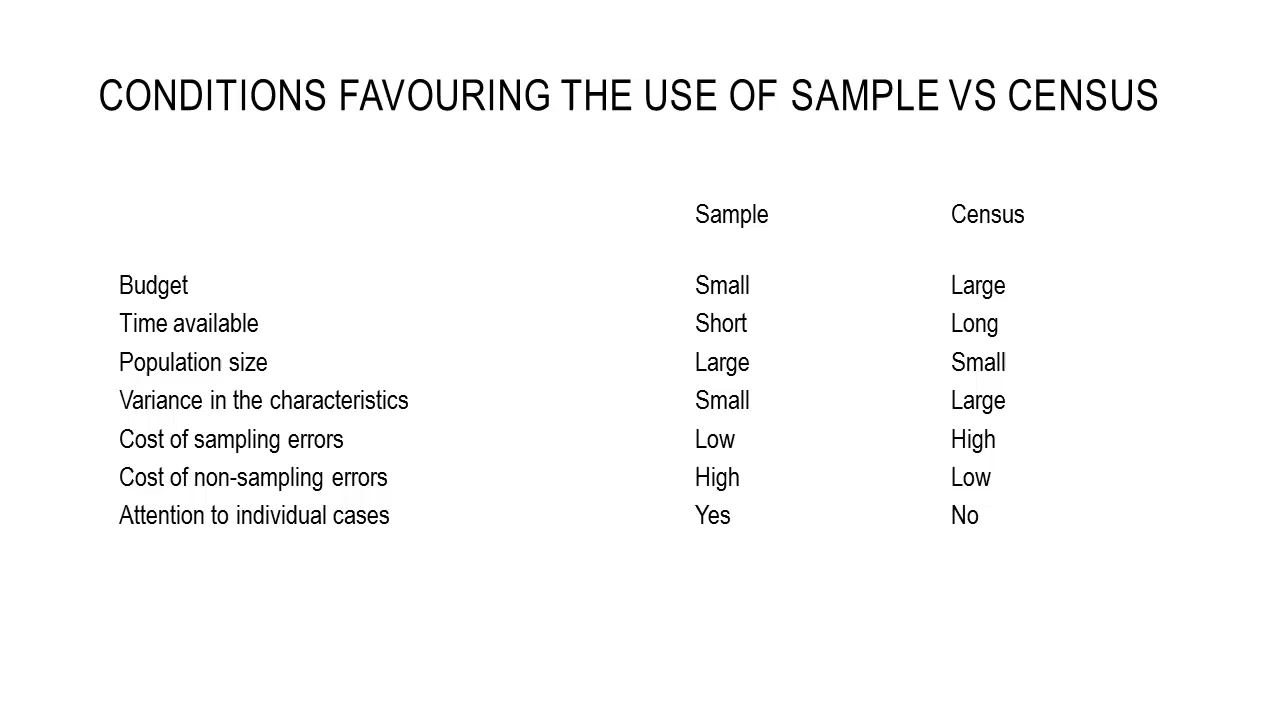 CONDITIONS FAVOURING THE USE OF SAMPLE VS CENSUS
Sample Census
Budget Small Large
Time available Short Long
Population size Large Small
Variance in the characteristics Small Large
Cost of sampling errors Low High
Cost of non-sampling errors High Low
Attention to individual cases Yes No